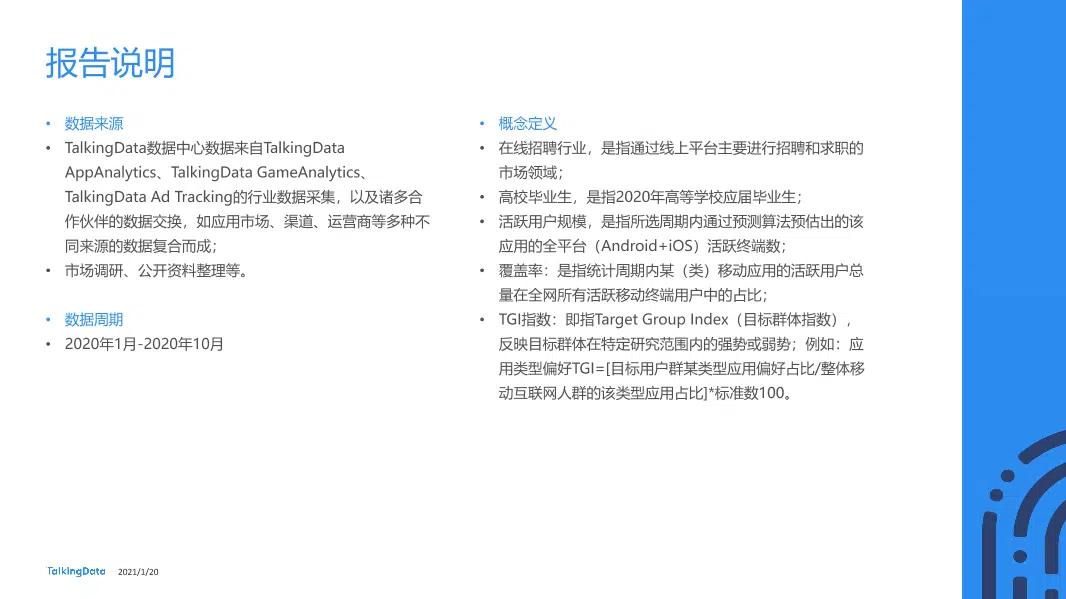 报告说明
• 数据来源
• TalkingData数据中心数据来自TalkingData
AppAnalytics、TalkingData GameAnalytics、
TalkingData Ad Tracking的行业数据采集，以及诸多合
作伙伴的数据交换，如应用市场、渠道、运营商等多种不
同来源的数据复合而成；
• 市场调研、公开资料整理等。
• 数据周期
• 2020年1月-2020年10月
• 概念定义
• 在线招聘行业，是指通过线上平台主要进行招聘和求职的
市场领域；
• 高校毕业生，是指2020年高等学校应届毕业生；
• 活跃用户规模，是指所选周期内通过预测算法预估出的该
应用的全平台（Android+iOS）活跃终端数；
• 覆盖率：是指统计周期内某（类）移动应用的活跃用户总
量在全网所有活跃移动终端用户中的占比；
• TGI指数：即指Target Group Index（目标群体指数），
反映目标群体在特定研究范围内的强势或弱势；例如：应
用类型偏好TGI=[目标用户群某类型应用偏好占比/整体移
动互联网人群的该类型应用占比]*标准数100。
TalkingData 2021/1/20